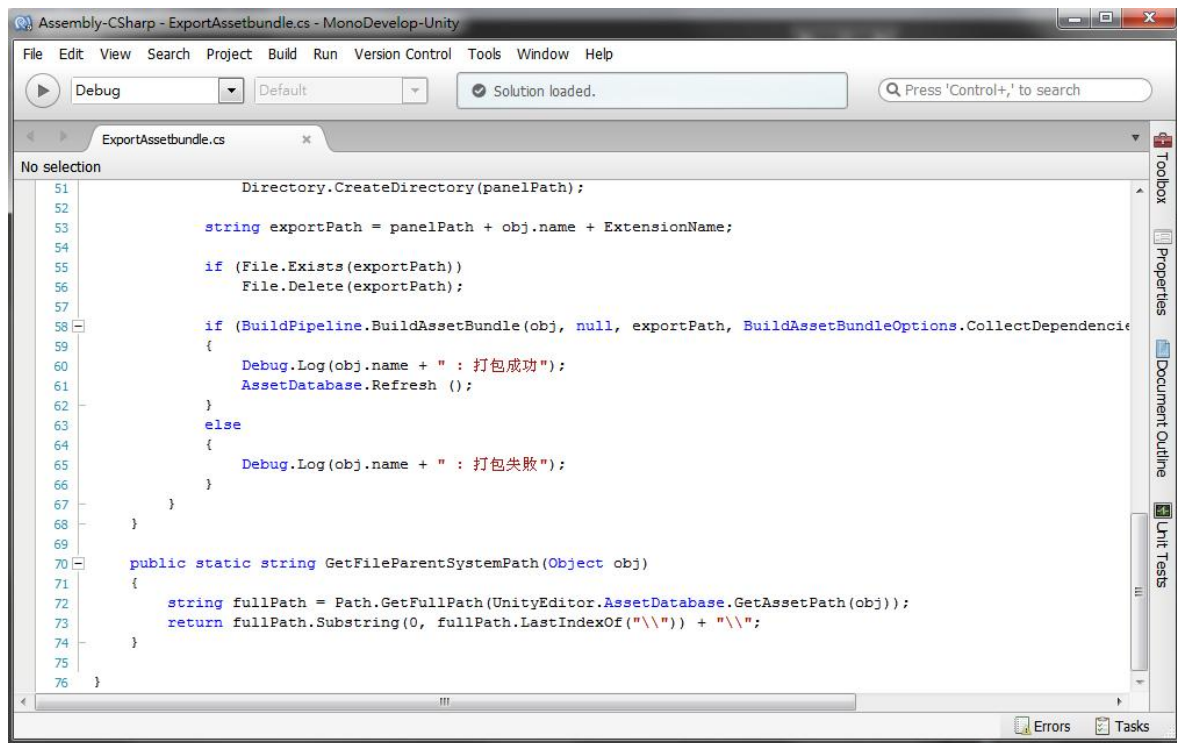 Assembly-CSharp - ExportAssetbundle.cs - MonoDevelop-Unity
File Edit View Search Project Build Run Version Control Tools Window Help
Debug Default Solution loaded. Press 'Control+,' to search
ExportAssetbundle.cs
No selection
51 Directory.CreateDirectory(panelPath);
52
53 string exportPath = panelPath + obj.name + ExtensionName;
54
55 if (File.Exists(exportPath))
56 File.Delete(exportPath);
57
58 if (BuildPipeline.BuildAssetBundle(obj, null, exportPath, BuildAssetBundleOptions.CollectDependencie
59 {
60 Debug.Log(obj.name + " : 打包成功");
61 AssetDatabase.Refresh ();
62 }
63 else
64 {
65 Debug.Log(obj.name + " : 打包失败");
66 }
67 }
68 }
69
70 public static string GetFileParentSystemPath(Object obj)
71 {
72 string fullPath = Path.GetFullPath(UnityEditor.AssetDatabase.GetAssetPath(obj));
73 return fullPath.Substring(0, fullPath.LastIndexOf("\\")) + "\\";
74 }
75
76 }
Toolbox
Properties
Document Outline
Unit Tests
Errors Tasks